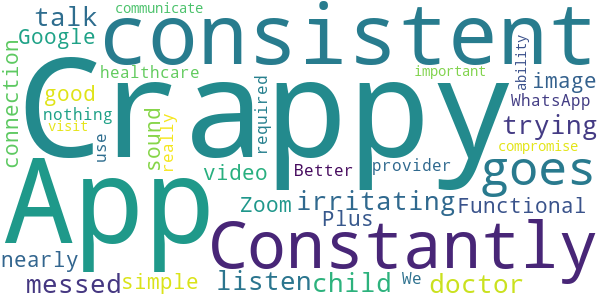 communicate
talk
Google
consistent
connection
healthcare
important
ability
image
Crappy
good
nothing
visit
use
sound
really
required
WhatsApp
trying
compromise
App
video
Better
provider
goes
Zoom
irritating
Plus
Functional
Constantly
nearly
messed
simple
listen
child
We
doctor